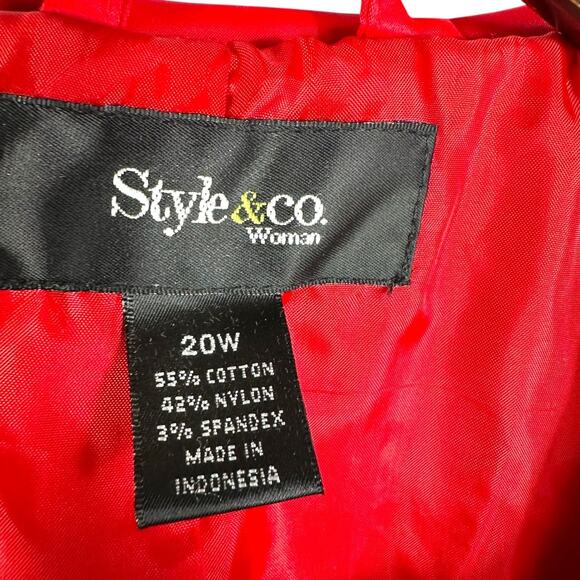 Style&co.
Woman
20W
55% COTTON
42% NYLON
3% SPANDEX
MADE IN
INDONESIA